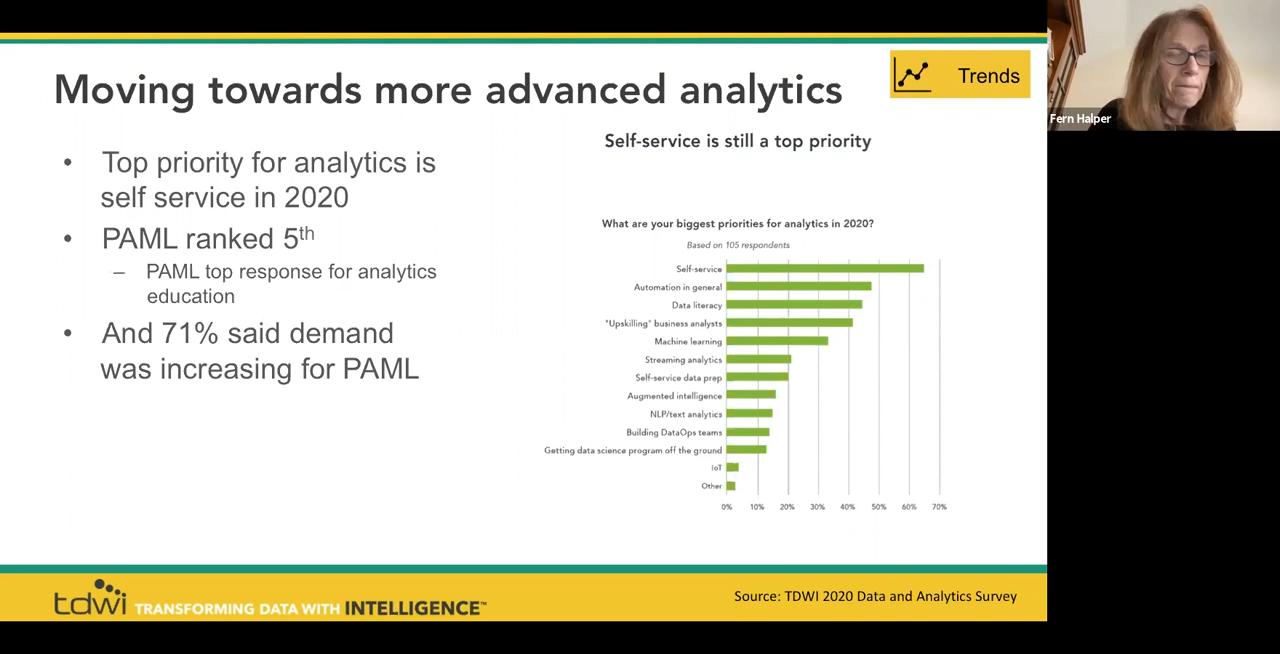 Moving towards more advanced analytics
Trends
Fern Halper
• Top priority for analytics is
self service in 2020
• PAML ranked 5th
– PAML top response for analytics
education
• And 71% said demand
was increasing for PAML
Self-service is still a top priority
What are your biggest priorities for analytics in 2020?
Based on 105 respondents
Self-service
Automation in general
Data literacy
"Upskilling" business analysts
Machine learning
Streaming analytics
Self-service data prep
Augmented intelligence
NLP/text analytics
Building DataOps teams
Getting data science program off the ground
IoT
Other
0% 10% 20% 30% 40% 50% 60% 70%
tdwi TRANSFORMING DATA WITH INTELLIGENCE™
Source: TDWI 2020 Data and Analytics Survey